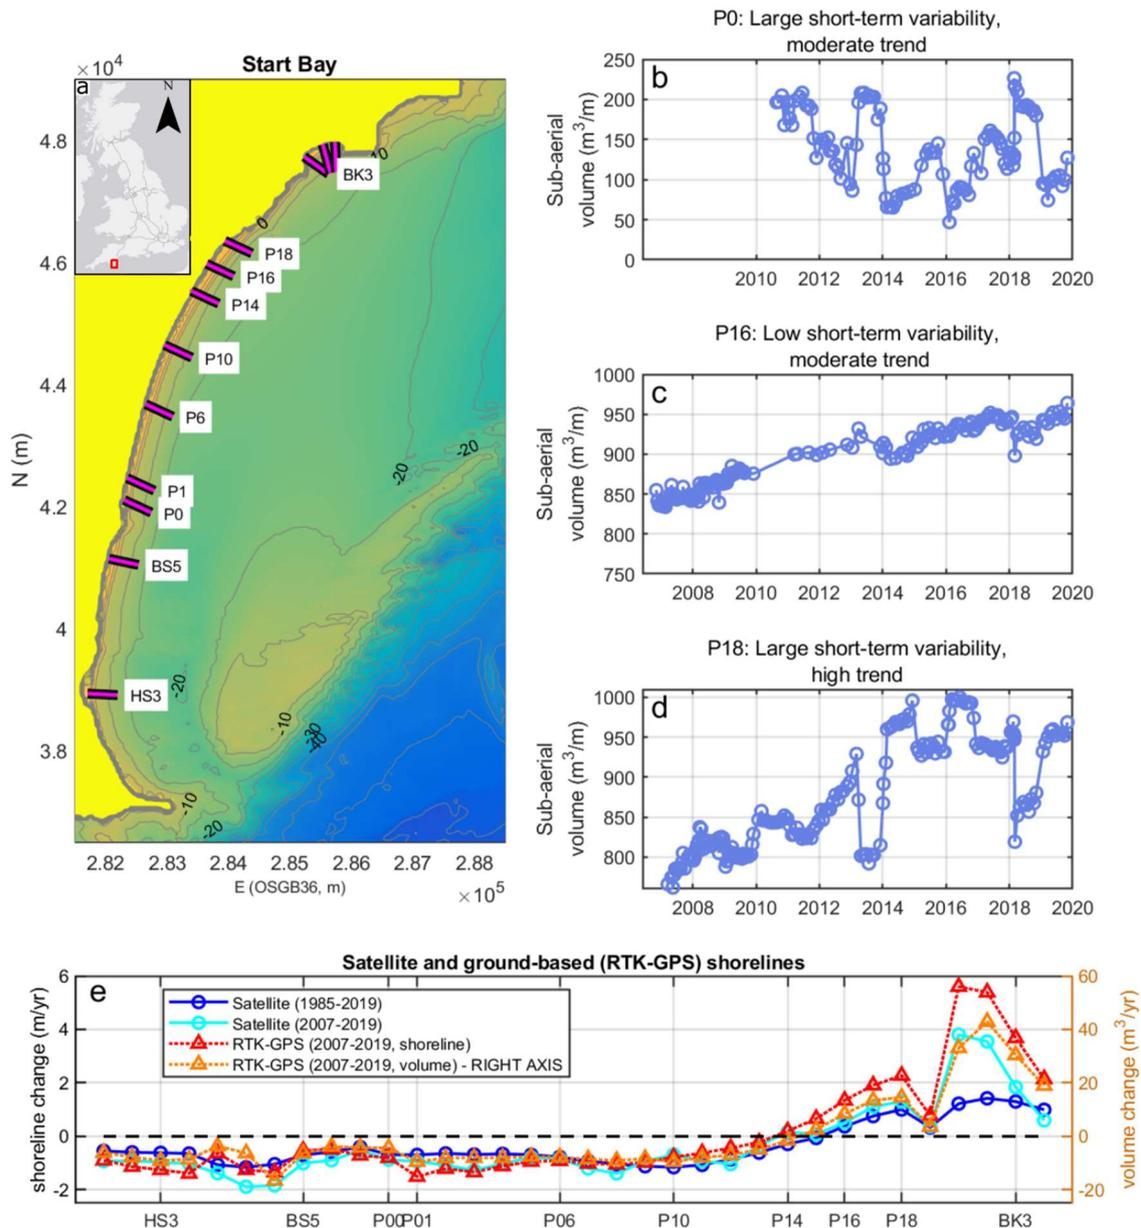 Start Bay
×10⁴
a
N
4.8
4.6
4.4
4.2
4
3.8
N (m)
10
BK3
0
P18
P16
P14
P10
P6
P1
P0
BS5
HS3
-20
-20
-20
-10
-30
-40
-10
-20
2.82 2.83 2.84 2.85 2.86 2.87 2.88
E (OSGB36, m)
×10⁵
P0: Large short-term variability,
moderate trend
b
250
200
150
100
50
0
Sub-aerial
volume (m³/m)
2010 2012 2014 2016 2018 2020
P16: Low short-term variability,
moderate trend
c
1000
950
900
850
800
750
Sub-aerial
volume (m³/m)
2008 2010 2012 2014 2016 2018 2020
P18: Large short-term variability,
high trend
d
1000
950
900
850
800
Sub-aerial
volume (m³/m)
2008 2010 2012 2014 2016 2018 2020
Satellite and ground-based (RTK-GPS) shorelines
e
6
4
2
0
-2
shoreline change (m/yr)
Satellite (1985-2019)
Satellite (2007-2019)
RTK-GPS (2007-2019, shoreline)
RTK-GPS (2007-2019, volume) - RIGHT AXIS
60
40
20
0
-20
volume change (m³/yr)
HS3 BS5 P00P01 P06 P10 P14 P16 P18 BK3